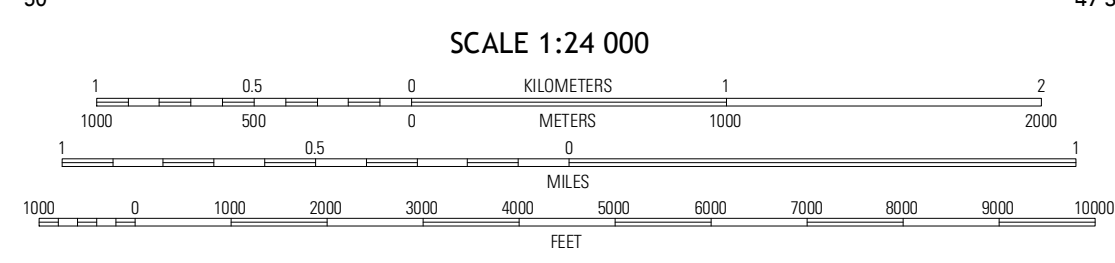 SCALE 1:24 000
1 0.5 0 KILOMETERS 1 2
1000 500 0 METERS 1000 2000
1 0.5 0 1
MILES
1000 0 1000 2000 3000 4000 5000 6000 7000 8000 9000 10000
FEET